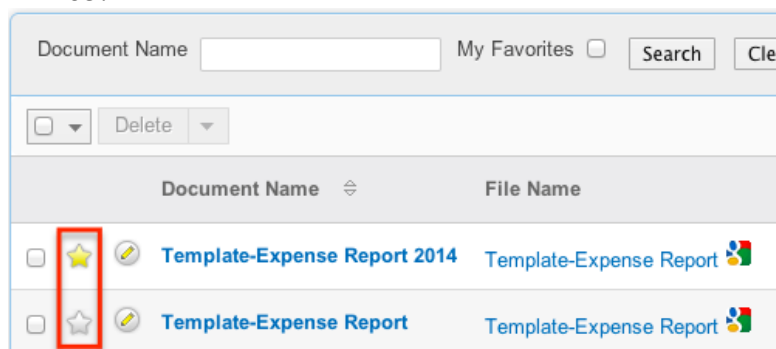 Document Name My Favorites Search Cle
Delete
Document Name File Name
Template-Expense Report 2014 Template-Expense Report
Template-Expense Report Template-Expense Report